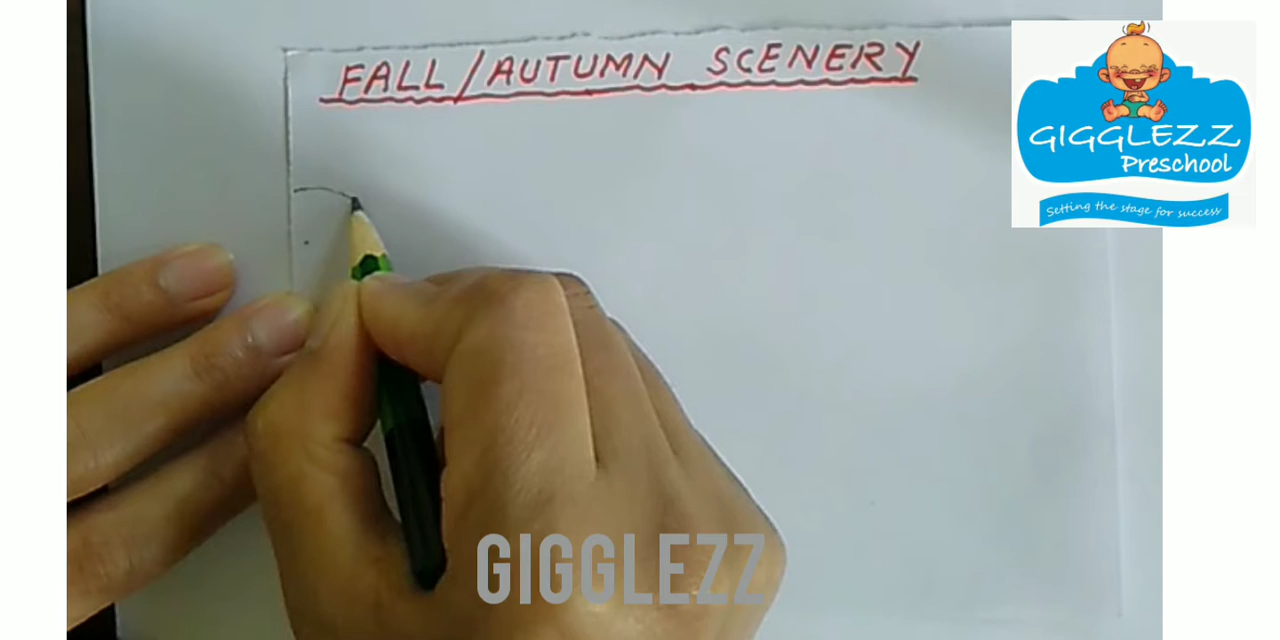 FALL/AUTUMN SCENERY
GIGGLEZZ
Preschool
Setting the stage for success
GIGGLEZZ